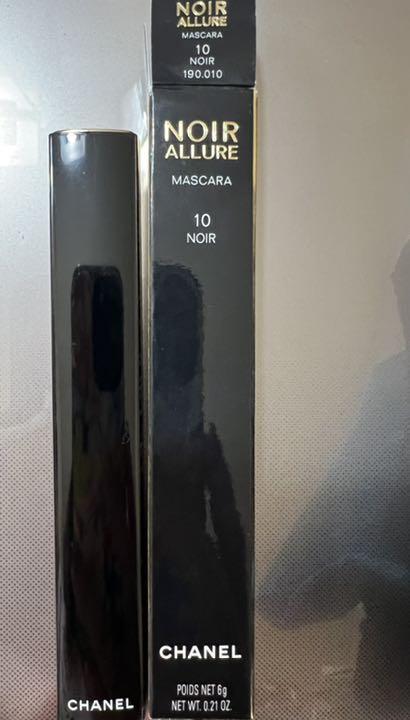 NOIR
ALLURE
MASCARA
10
NOIR
190.010
NOIR
ALLURE
MASCARA
10
NOIR
CHANEL
POIDS NET 6g
NET WT. 0.21 OZ.
CHANEL